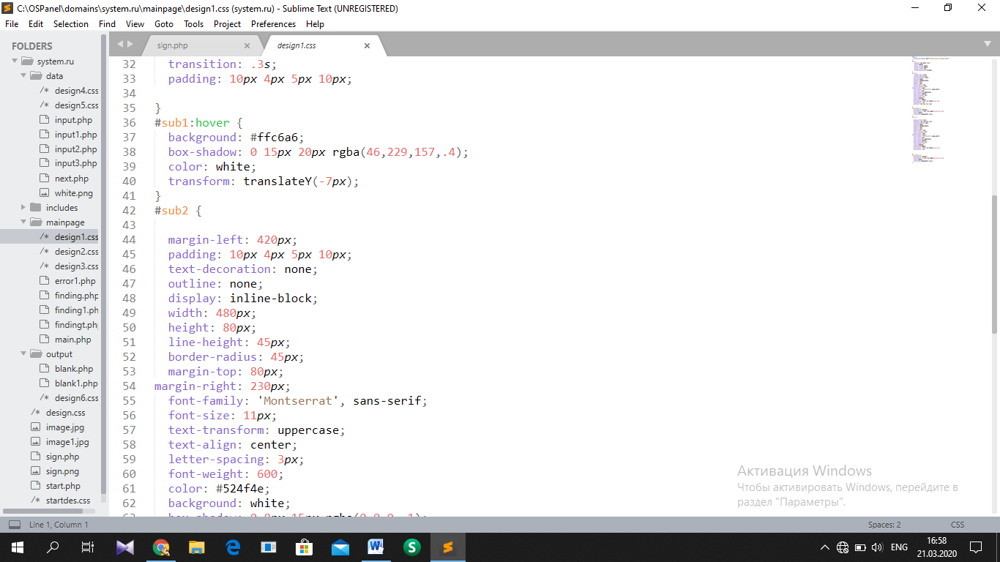 C:\OSPanel\domains\system.ru\mainpage\design1.css (system.ru) - Sublime Text (UNREGISTERED)
File Edit Selection Find View Goto Tools Project Preferences Help
FOLDERS
system.ru
data
/* design4.css
/* design5.css
input.php
input1.php
input2.php
input3.php
next.php
white.png
includes
mainpage
/* design1.css
/* design2.css
/* design3.css
error1.php
finding.php
finding1.ph
findingt.ph
main.php
output
blank.php
blank1.php
/* design6.css
/* design.css
image.jpg
image1.jpg
sign.php
sign.png
start.php
/* startdes.css
sign.php × design1.css ×
32 transition: .3s;
33 padding: 10px 4px 5px 10px;
34
35 }
36 #sub1:hover {
37 background: #ffc6a6;
38 box-shadow: 0 15px 20px rgba(46,229,157,.4);
39 color: white;
40 transform: translateY(-7px);
41 }
42 #sub2 {
43
44 margin-left: 420px;
45 padding: 10px 4px 5px 10px;
46 text-decoration: none;
47 outline: none;
48 display: inline-block;
49 width: 480px;
50 height: 80px;
51 line-height: 45px;
52 border-radius: 45px;
53 margin-top: 80px;
54 margin-right: 230px;
55 font-family: 'Montserrat', sans-serif;
56 font-size: 11px;
57 text-transform: uppercase;
58 text-align: center;
59 letter-spacing: 3px;
60 font-weight: 600;
61 color: #524f4e;
62 background: white;
63 box-shadow: 0 8px 15px rgba(0,0,0,.1);
Активация Windows
Чтобы активировать Windows, перейдите в
раздел "Параметры".
Line 1, Column 1 Spaces: 2 CSS
ENG
16:58
21.03.2020